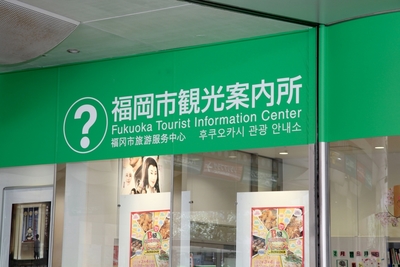 ?
福岡市観光案内所
Fukuoka Tourist Information Center
福冈市旅游服务中心 후쿠오카시 관광 안내소